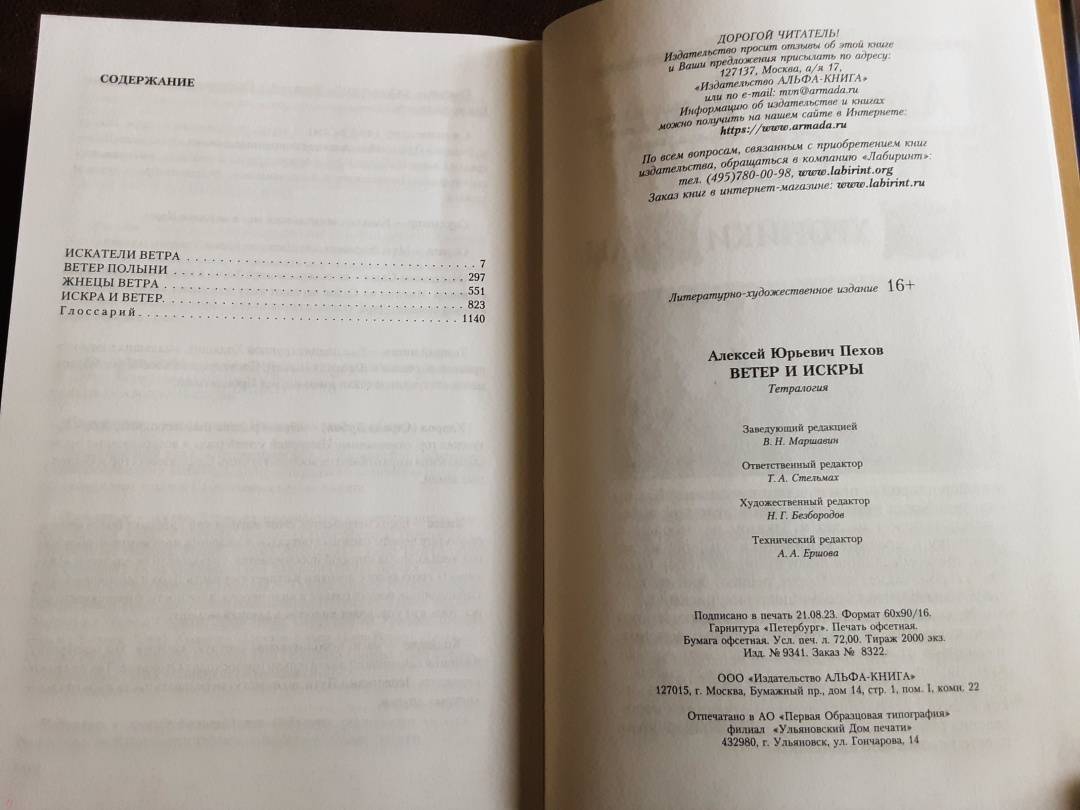 СОДЕРЖАНИЕ
ИСКАТЕЛИ ВЕТРА . . . . . . . . . . . . . . . . . . . . . . . . . . . . . . . . . . . 7
ВЕТЕР ПОЛЫНИ . . . . . . . . . . . . . . . . . . . . . . . . . . . . . . . . . . . 297
ЖНЕЦЫ ВЕТРА . . . . . . . . . . . . . . . . . . . . . . . . . . . . . . . . . . . 551
ИСКРА И ВЕТЕР. . . . . . . . . . . . . . . . . . . . . . . . . . . . . . . . . . . 823
Глоссарий. . . . . . . . . . . . . . . . . . . . . . . . . . . . . . . . . . . 1140
ДОРОГОЙ ЧИТАТЕЛЬ!
Издательство просит отзывы об этой книге
и Ваши предложения присылать по адресу:
127137, Москва, а/я 17,
«Издательство АЛЬФА-КНИГА»
или по e-mail: mvn@armada.ru
Информацию об издательстве и книгах
можно получить на нашем сайте в Интернете:
https://www.armada.ru
По всем вопросам, связанным с приобретением книг
издательства, обращаться в компанию «Лабиринт»:
тел. (495)780-00-98, www.labirint.org
Заказ книг в интернет-магазине: www.labirint.ru
Литературно-художественное издание 16+
Алексей Юрьевич Пехов
ВЕТЕР И ИСКРЫ
Тетралогия
Заведующий редакцией
В. Н. Маршавин
Ответственный редактор
Т. А. Стельмах
Художественный редактор
Н. Г. Безбородов
Технический редактор
А. А. Ершова
Подписано в печать 21.08.23. Формат 60х90/16.
Гарнитура «Петербург». Печать офсетная.
Бумага офсетная. Усл. печ. л. 72,00. Тираж 2000 экз.
Изд. № 9341. Заказ № 8322.
ООО «Издательство АЛЬФА-КНИГА»
127015, г. Москва, Бумажный пр., дом 14, стр. 1, пом. I, комн. 22
Отпечатано в АО «Первая Образцовая типография»
филиал «Ульяновский Дом печати»
432980, г. Ульяновск, ул. Гончарова, 14